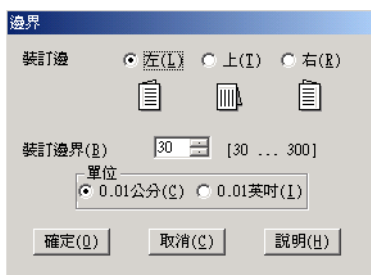 邊界
裝訂邊 左(L) 上(T) 右(R)
裝訂邊界(B) 30 [30 ... 300]
單位
0.01公分(C) 0.01英吋(I)
確定(O) 取消(C) 說明(H)